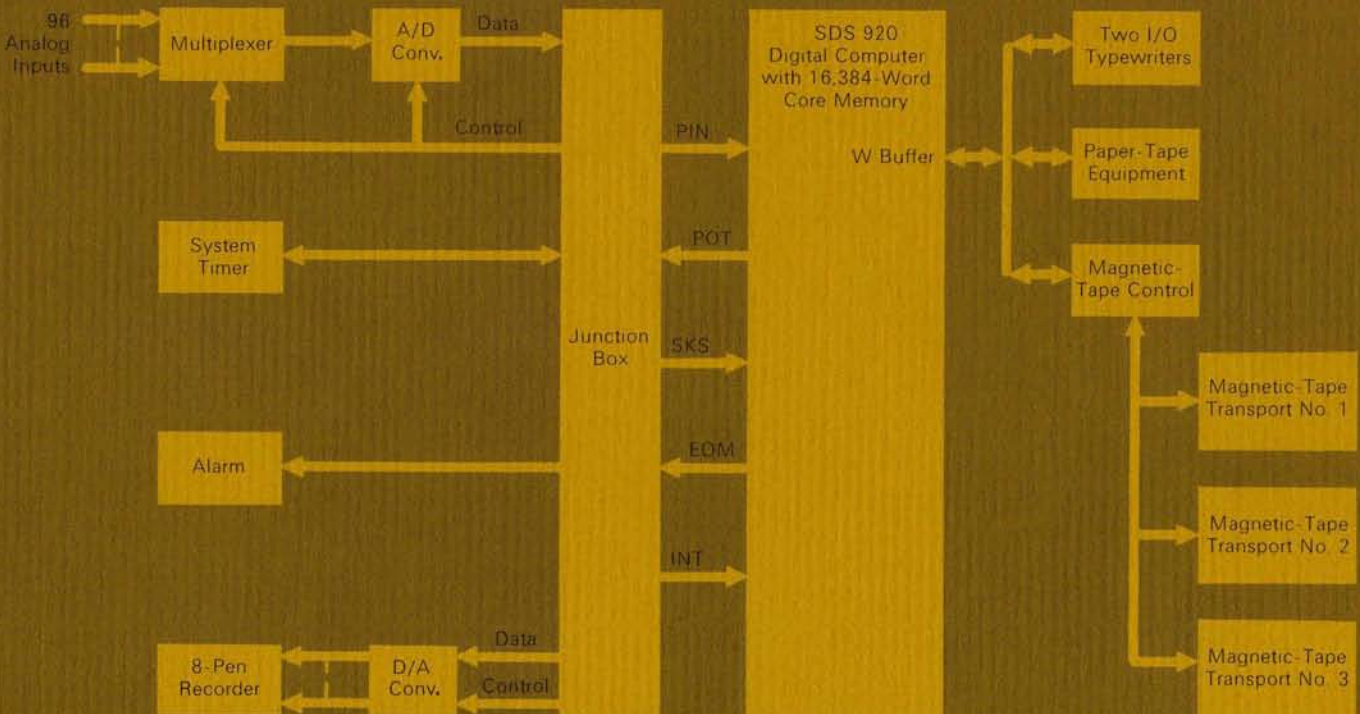 96
Analog
Inputs
Multiplexer
A/D
Conv.
Data
Control
System
Timer
Alarm
8-Pen
Recorder
D/A
Conv.
Data
Control
Junction
Box
PIN
POT
SKS
EOM
INT
SDS 920
Digital Computer
with 16,384-Word
Core Memory
W Buffer
Two I/O
Typewriters
Paper-Tape
Equipment
Magnetic-
Tape Control
Magnetic-Tape
Transport No. 1
Magnetic-Tape
Transport No. 2
Magnetic-Tape
Transport No. 3